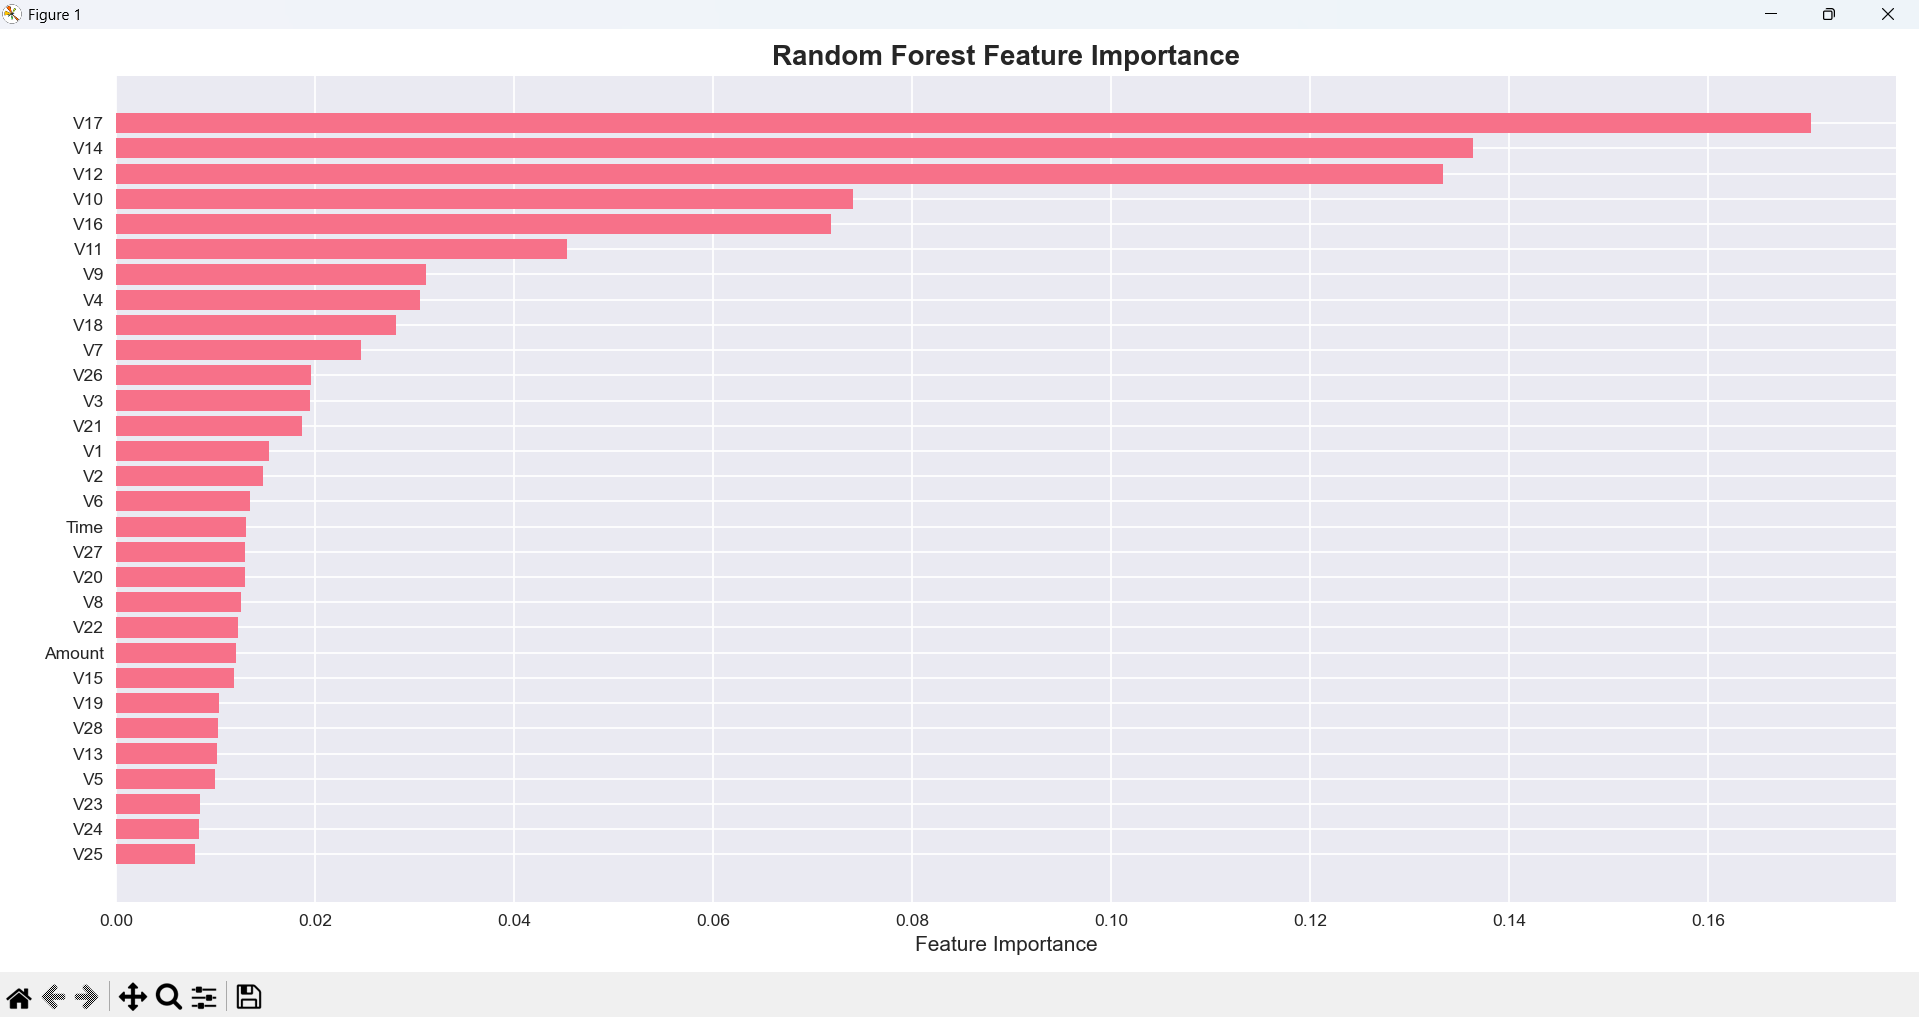 Figure 1
Random Forest Feature Importance
V17
V14
V12
V10
V16
V11
V9
V4
V18
V7
V26
V3
V21
V1
V2
V6
Time
V27
V20
V8
V22
Amount
V15
V19
V28
V13
V5
V23
V24
V25
0.00 0.02 0.04 0.06 0.08 0.10 0.12 0.14 0.16
Feature Importance